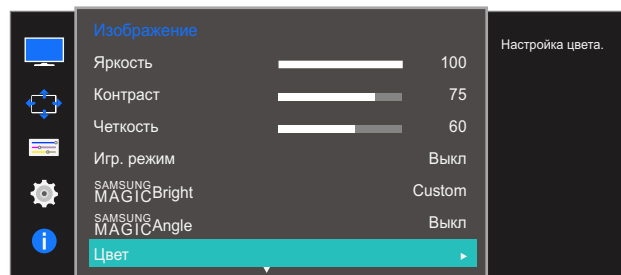 Изображение
Настройка цвета.
Яркость 100
Контраст 75
Четкость 60
Игр. режим Выкл
SAMSUNG
MAGICBright Custom
SAMSUNG
MAGICAngle Выкл
Цвет